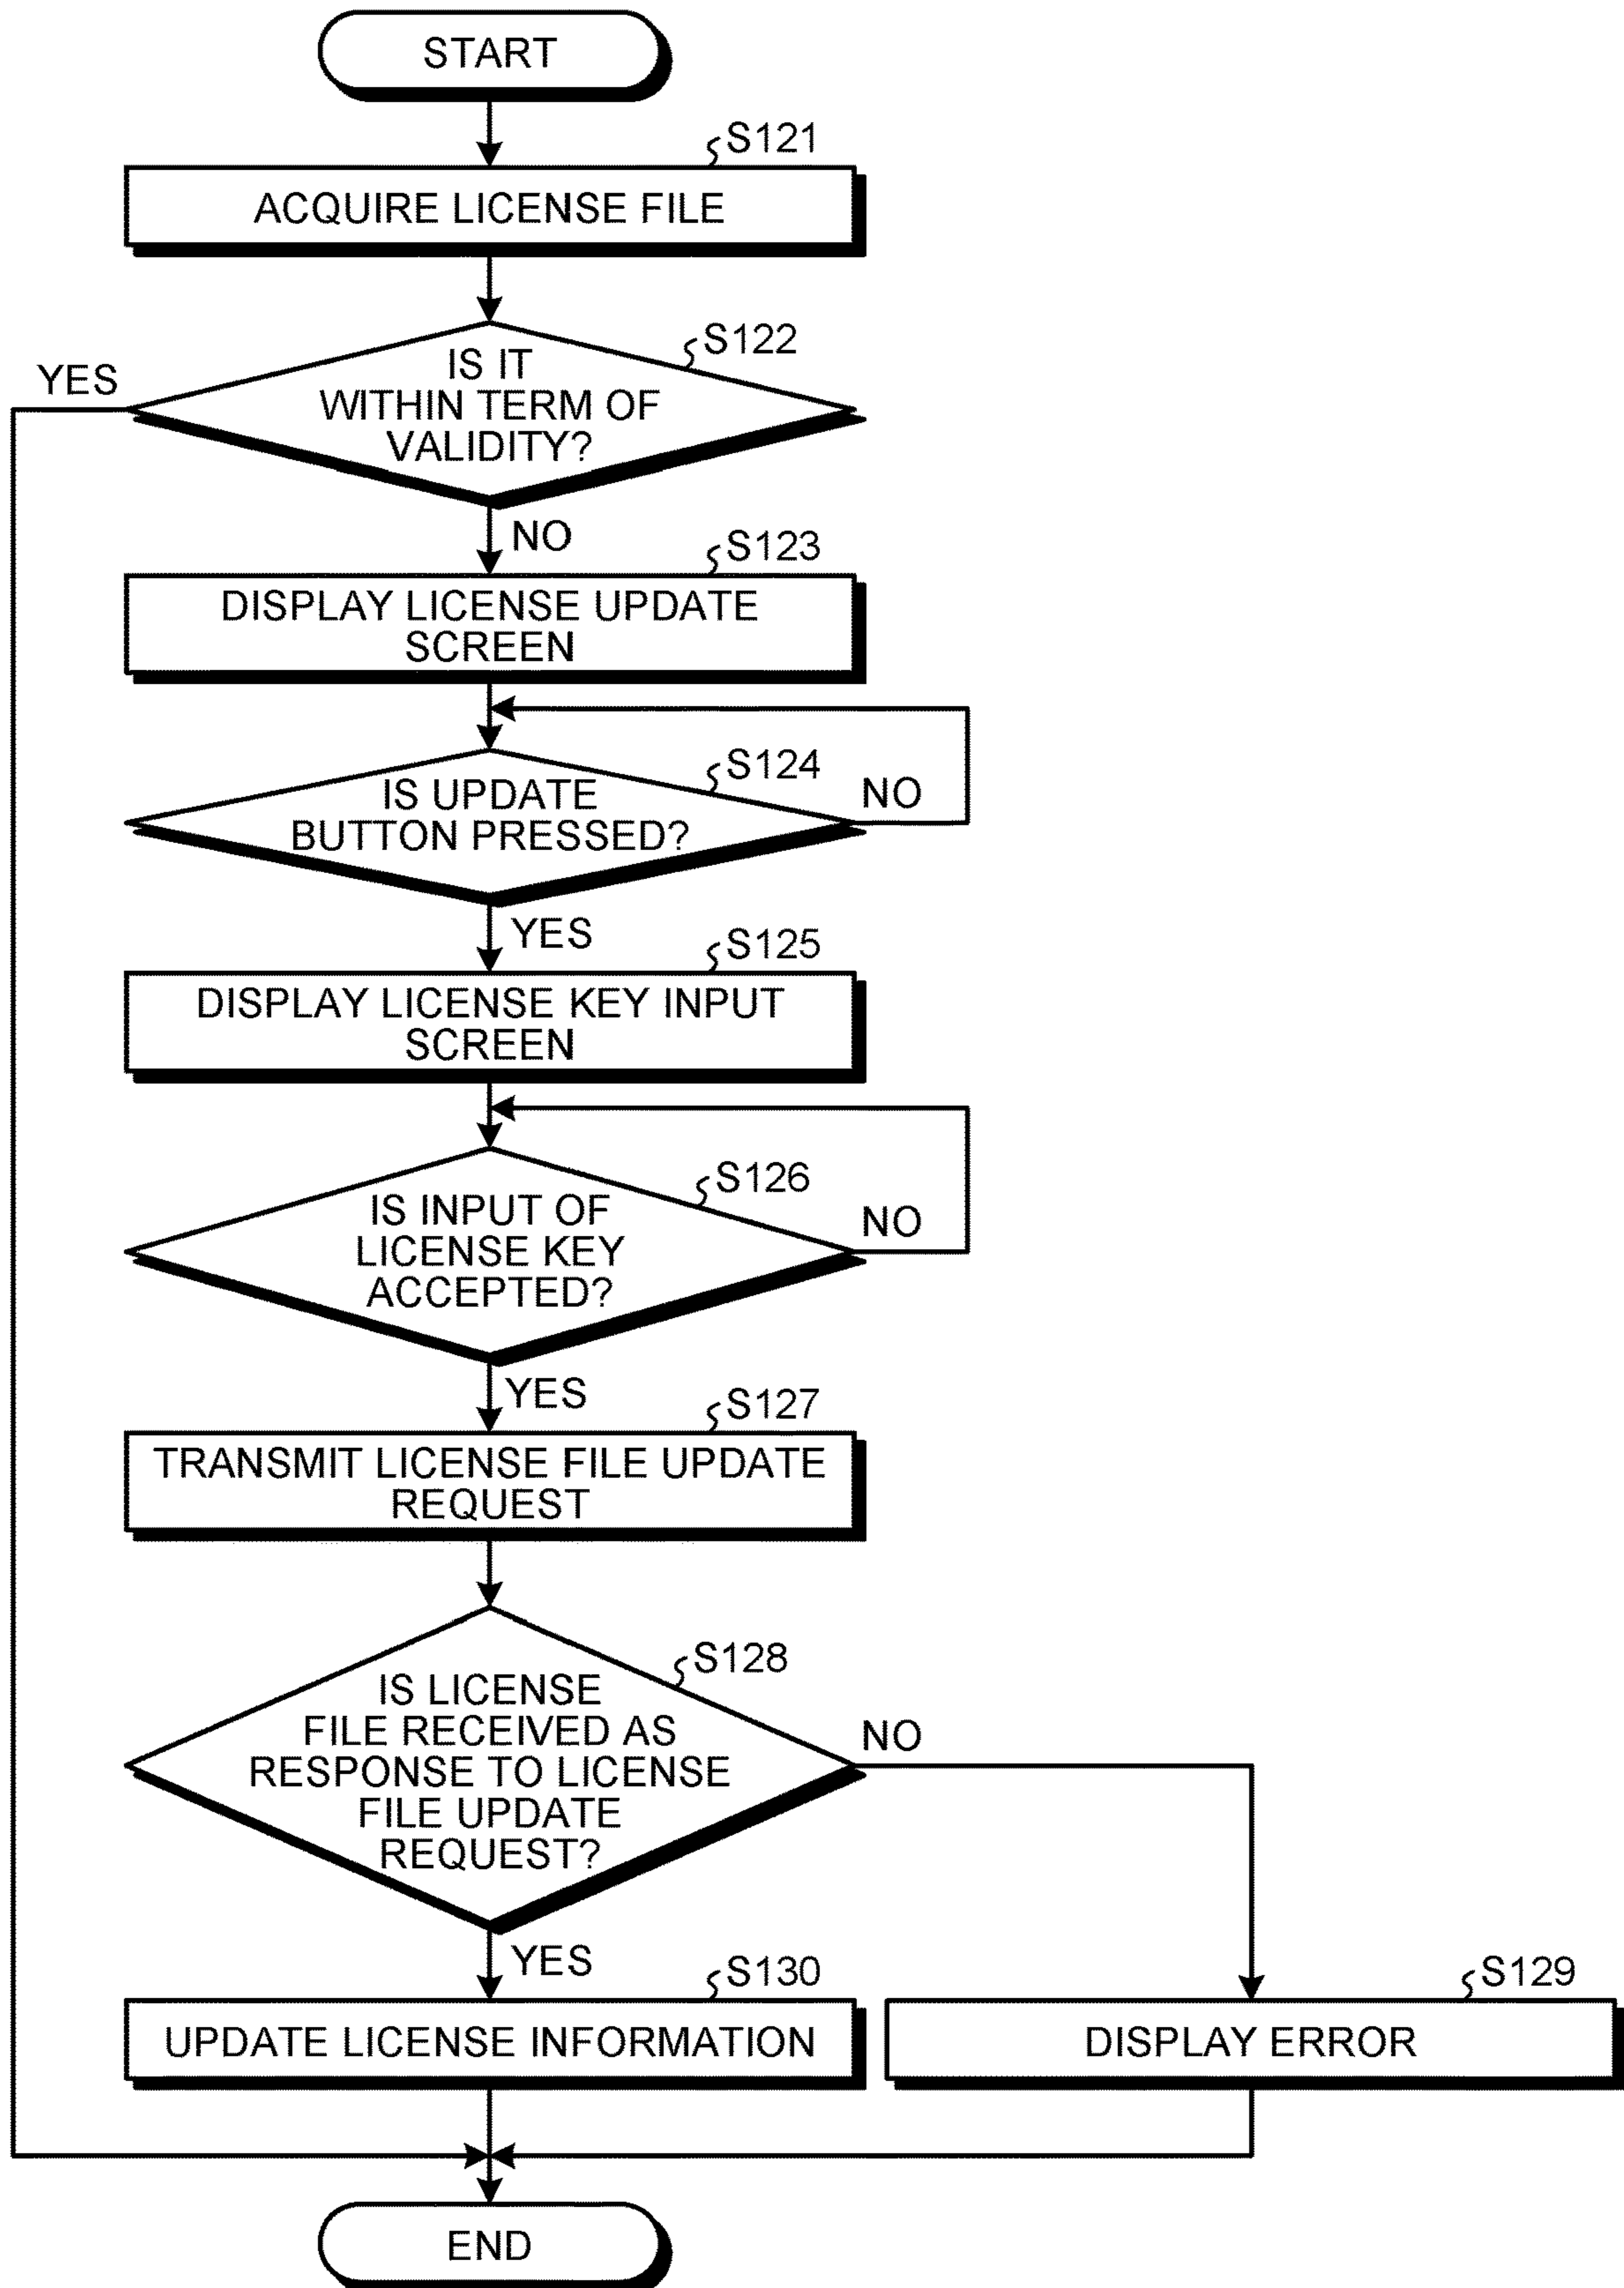 START
S121
ACQUIRE LICENSE FILE
S122
YES
IS IT
WITHIN TERM OF
VALIDITY?
NO
S123
DISPLAY LICENSE UPDATE
SCREEN
S124
IS UPDATE
BUTTON PRESSED?
NO
YES
S125
DISPLAY LICENSE KEY INPUT
SCREEN
S126
IS INPUT OF
LICENSE KEY
ACCEPTED?
NO
YES
S127
TRANSMIT LICENSE FILE UPDATE
REQUEST
S128
IS LICENSE
FILE RECEIVED AS
RESPONSE TO LICENSE
FILE UPDATE
REQUEST?
NO
YES
S130
UPDATE LICENSE INFORMATION
S129
DISPLAY ERROR
END